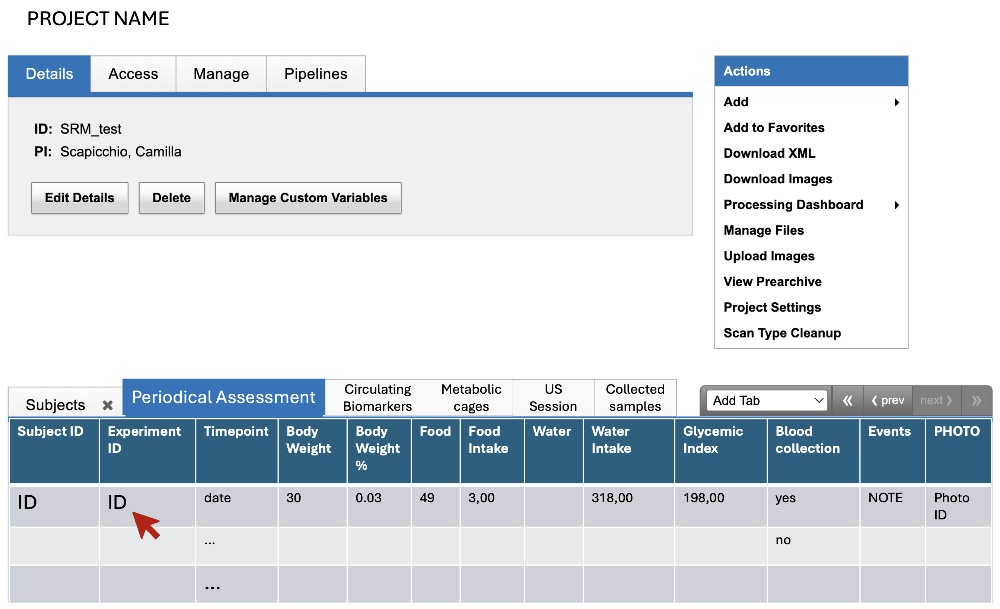 PROJECT NAME
Details Access Manage Pipelines
ID: SRM_test
PI: Scapicchio, Camilla
Edit Details Delete Manage Custom Variables
Actions
Add
Add to Favorites
Download XML
Download Images
Processing Dashboard
Manage Files
Upload Images
View Prearchive
Project Settings
Scan Type Cleanup
Subjects
Periodical Assessment
Circulating
Biomarkers
Metabolic
cages
US
Session
Collected
samples
Add Tab
prev
next
Subject ID
Experiment
ID
Timepoint
Body
Weight
Body
Weight
%
Food
Food
Intake
Water
Water
Intake
Glycemic
Index
Blood
collection
Events
PHOTO
ID
ID
date
30
0.03
49
3,00
318,00
198,00
yes
NOTE
Photo
ID
...
no
...